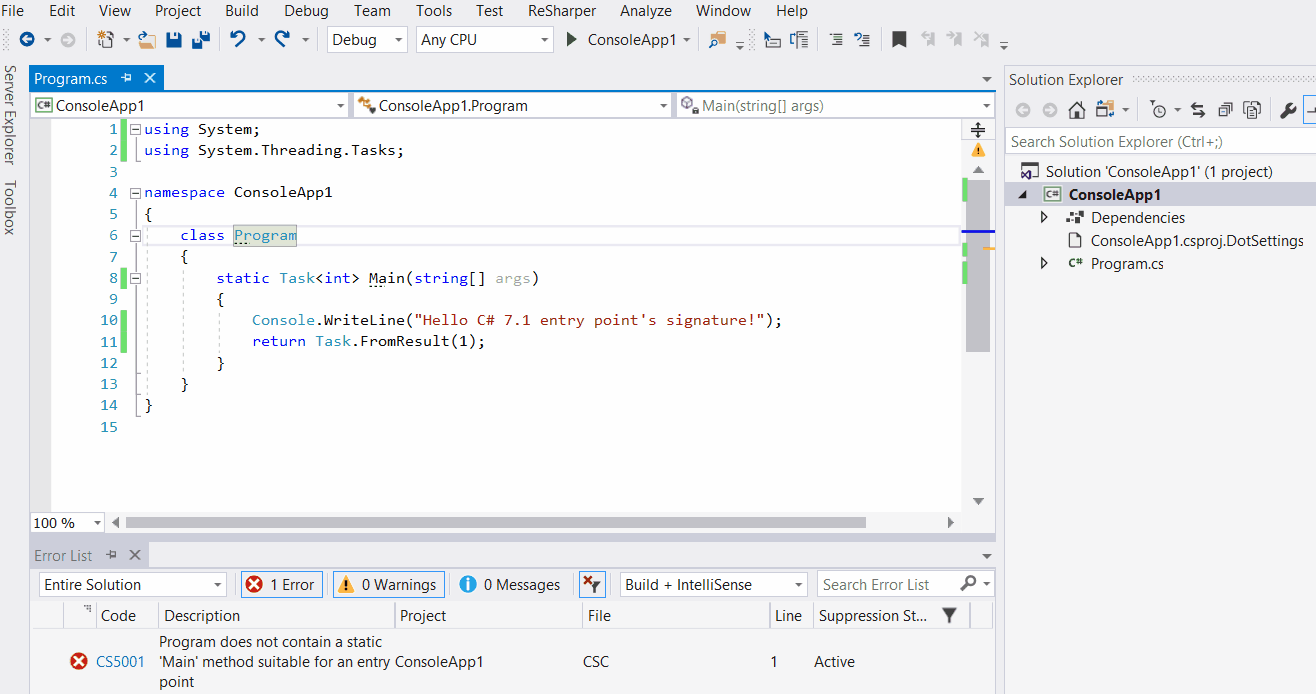 File Edit View Project Build Debug Team Tools Test ReSharper Analyze Window Help
Debug Any CPU ConsoleApp1
Server Explorer
Toolbox
Program.cs
C# ConsoleApp1 ConsoleApp1.Program Main(string[] args)
1 using System;
2 using System.Threading.Tasks;
3
4 namespace ConsoleApp1
5 {
6 class Program
7 {
8 static Task<int> Main(string[] args)
9 {
10 Console.WriteLine("Hello C# 7.1 entry point's signature!");
11 return Task.FromResult(1);
12 }
13 }
14 }
15
100 %
Solution Explorer
Search Solution Explorer (Ctrl+;)
Solution 'ConsoleApp1' (1 project)
C# ConsoleApp1
Dependencies
ConsoleApp1.csproj.DotSettings
C# Program.cs
Error List
Entire Solution 1 Error 0 Warnings 0 Messages Build + IntelliSense Search Error List
Code Description Project File Line Suppression St...
Program does not contain a static
CS5001 'Main' method suitable for an entry ConsoleApp1 CSC 1 Active
point